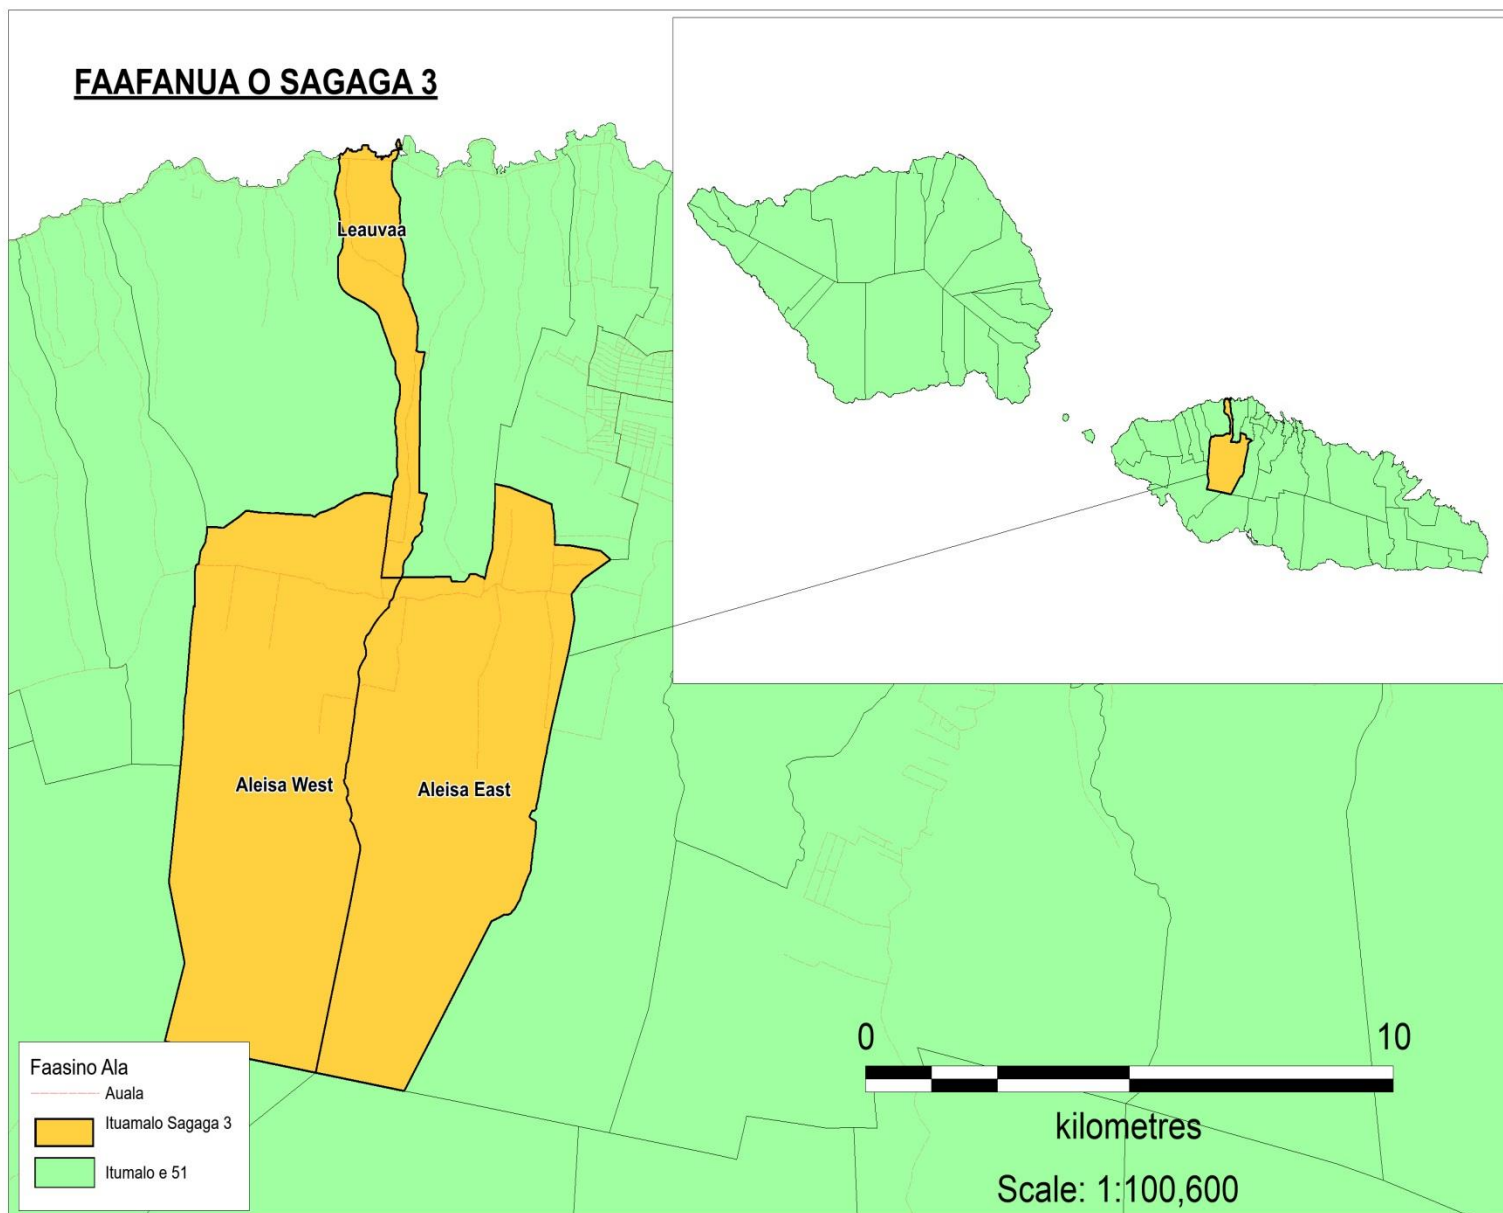 FAAFANUA O SAGAGA 3
Leauvaa
Aleisa West
Aleisa East
Faasino Ala
Auala
Ituamalo Sagaga 3
Itumalo e 51
0 10
kilometres
Scale: 1:100,600